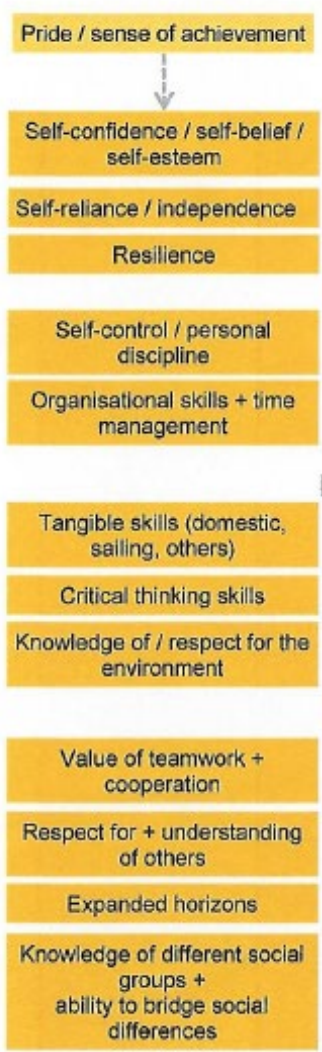 Pride / sense of achievement
Self-confidence / self-belief /
self-esteem
Self-reliance / independence
Resilience
Self-control / personal
discipline
Organisational skills + time
management
Tangible skills (domestic,
sailing, others)
Critical thinking skills
Knowledge of / respect for the
environment
Value of teamwork +
cooperation
Respect for + understanding
of others
Expanded horizons
Knowledge of different social
groups +
ability to bridge social
differences